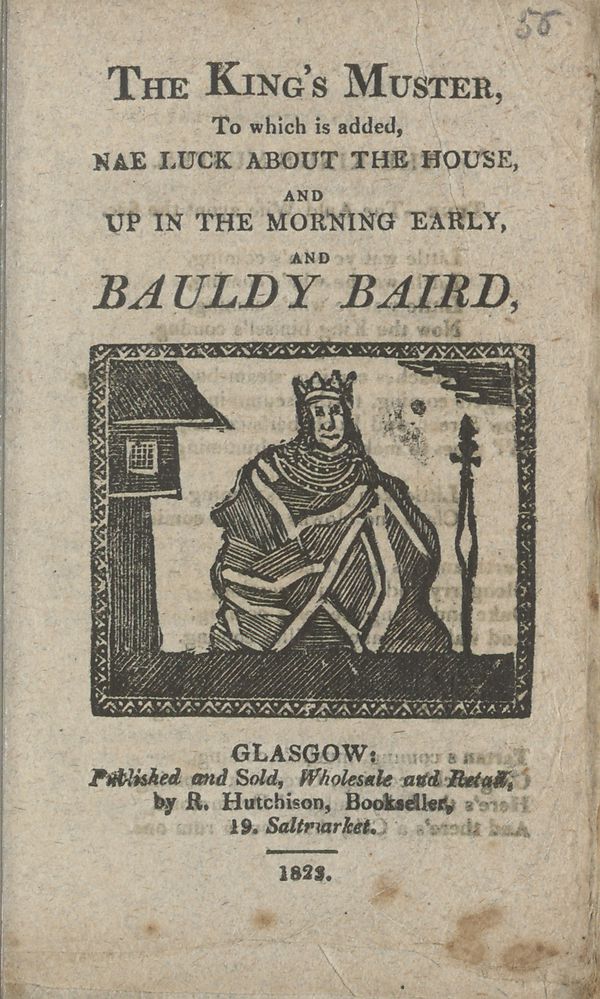 56
THE KING'S MUSTER,
To which is added,
NAE LUCK ABOUT THE HOUSE,
AND
UP IN THE MORNING EARLY,
AND
BAULDY BAIRD,
GLASGOW:
Published and Sold, Wholesale and Retail,
by R. Hutchison, Bookseller,
19. Saltmarket.